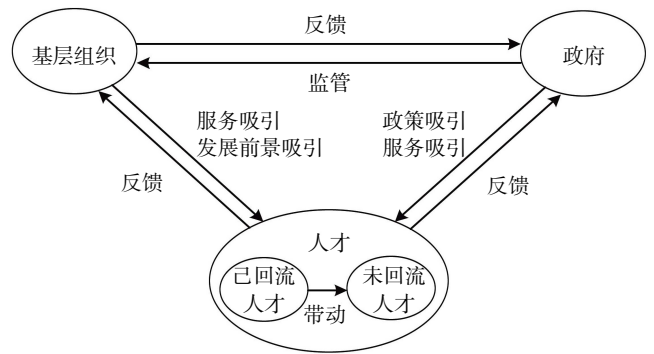 反馈
基层组织
政府
监管
服务吸引
发展前景吸引
政策吸引
服务吸引
反馈
反馈
人才
己回流
人才
未回流
人才
带动